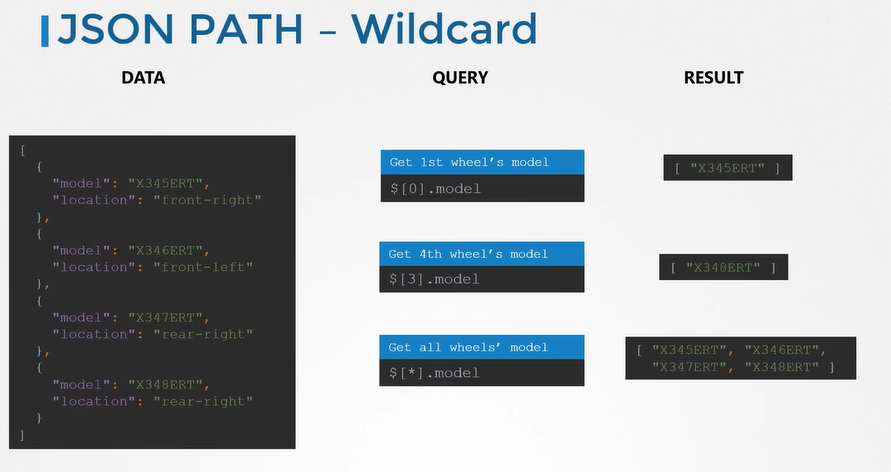 JSON PATH – Wildcard
DATA
QUERY
RESULT
[
{
"model": "X345ERT",
"location": "front-right"
},
{
"model": "X346ERT",
"location": "front-left"
},
{
"model": "X347ERT",
"location": "rear-right"
},
{
"model": "X348ERT",
"location": "rear-right"
}
]
Get 1st wheel’s model
$[0].model
[ "X345ERT" ]
Get 4th wheel’s model
$[3].model
[ "X348ERT" ]
Get all wheels’ model
$[*].model
[ "X345ERT", "X346ERT",
"X347ERT", "X348ERT" ]